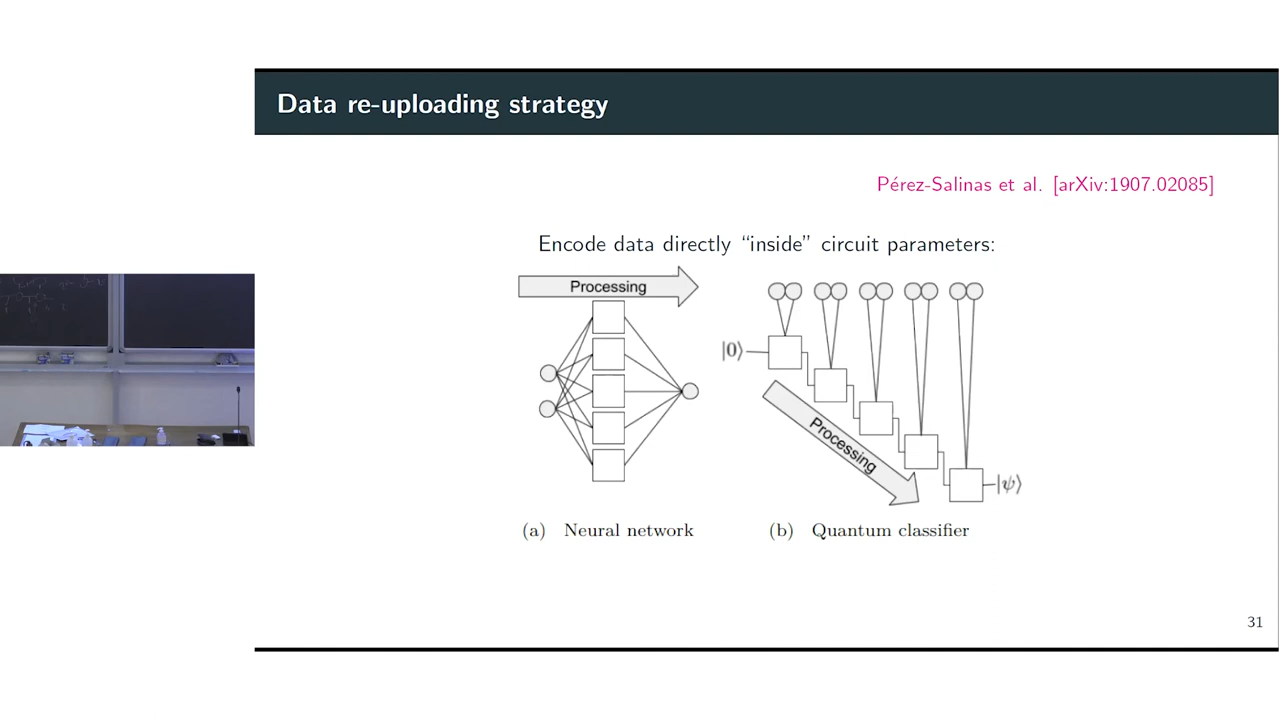 Data re-uploading strategy
Pérez-Salinas et al. [arXiv:1907.02085]
Encode data directly “inside” circuit parameters:
Processing
|0⟩
Processing
|ψ⟩
(a) Neural network
(b) Quantum classifier
31